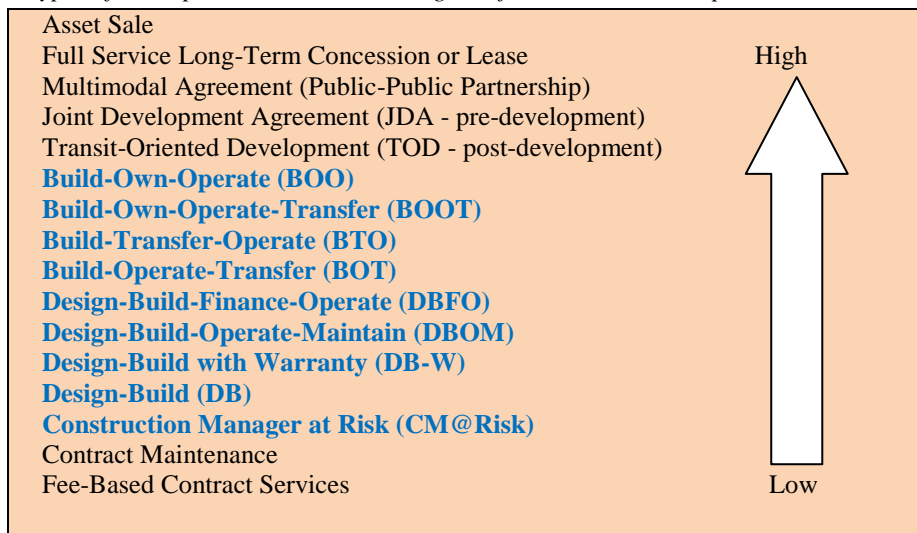 Asset Sale
Full Service Long-Term Concession or Lease High
Multimodal Agreement (Public-Public Partnership)
Joint Development Agreement (JDA - pre-development)
Transit-Oriented Development (TOD - post-development)
Build-Own-Operate (BOO)
Build-Own-Operate-Transfer (BOOT)
Build-Transfer-Operate (BTO)
Build-Operate-Transfer (BOT)
Design-Build-Finance-Operate (DBFO)
Design-Build-Operate-Maintain (DBOM)
Design-Build with Warranty (DB-W)
Design-Build (DB)
Construction Manager at Risk (CM@Risk)
Contract Maintenance
Fee-Based Contract Services Low